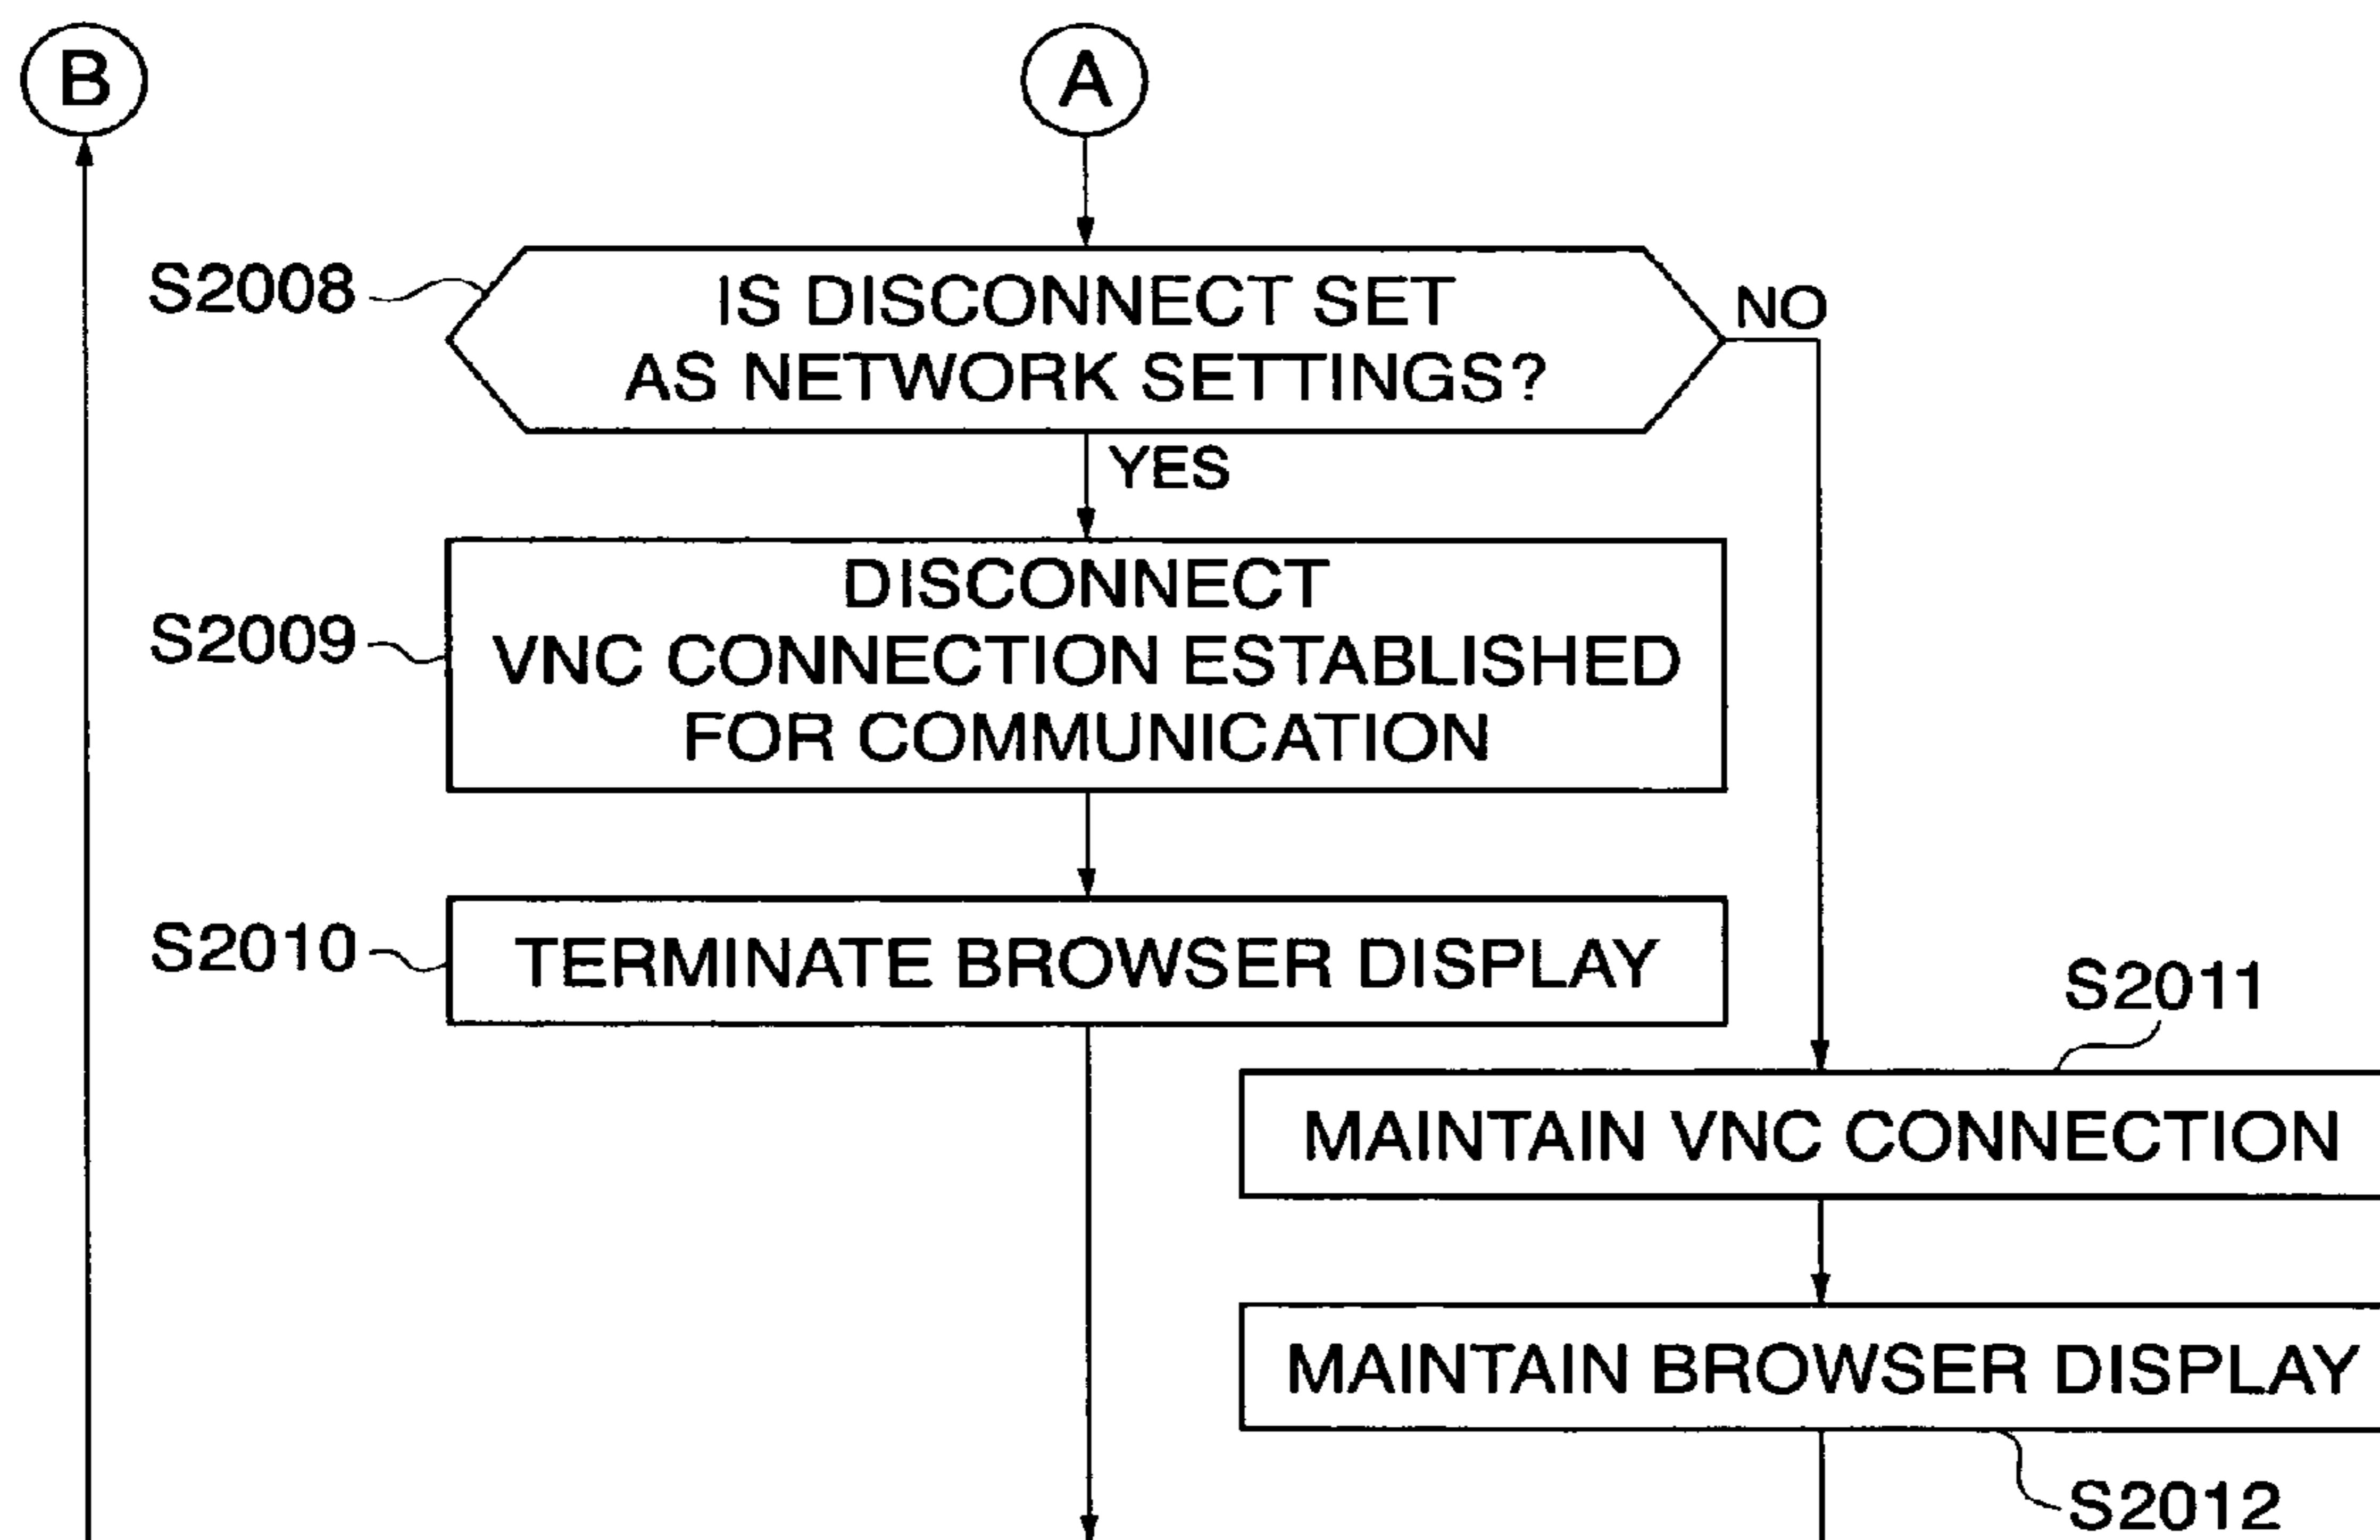 B
A
S2008
IS DISCONNECT SET
AS NETWORK SETTINGS?
NO
YES
S2009
DISCONNECT
VNC CONNECTION ESTABLISHED
FOR COMMUNICATION
S2010
TERMINATE BROWSER DISPLAY
S2011
MAINTAIN VNC CONNECTION
MAINTAIN BROWSER DISPLAY
S2012